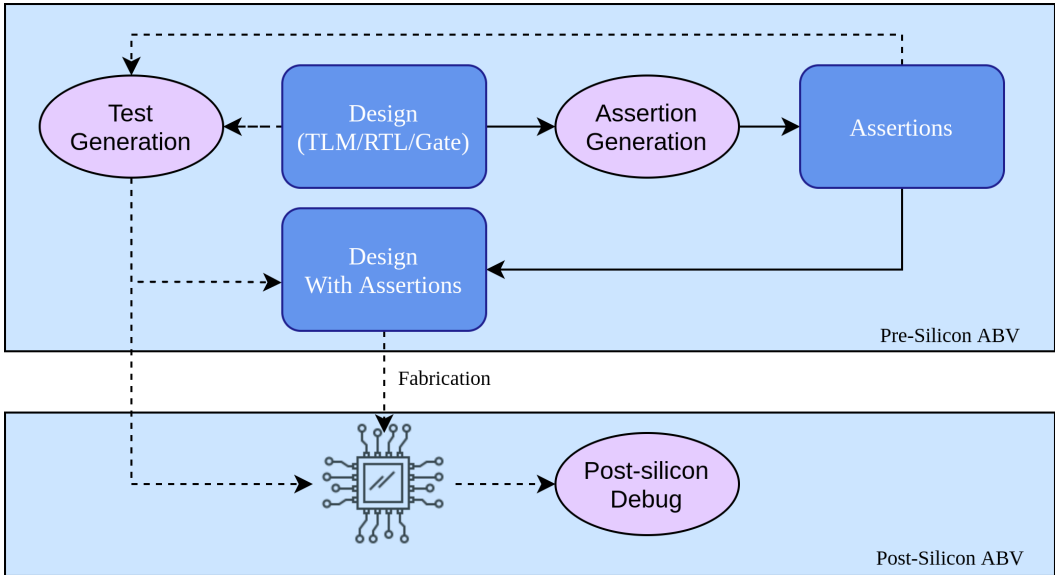 Test
Generation
Design
(TLM/RTL/Gate)
Assertion
Generation
Assertions
Design
With Assertions
Pre-Silicon ABV
Fabrication
Post-silicon
Debug
Post-Silicon ABV